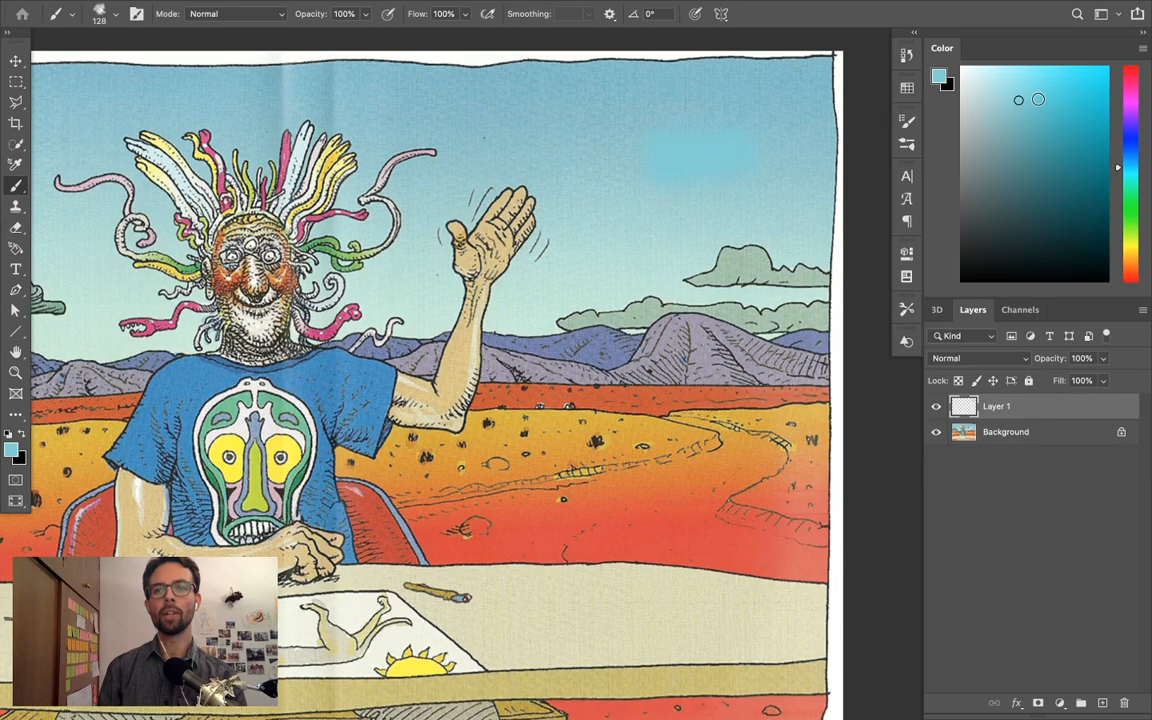 128 Mode: Normal Opacity: 100% Flow: 100% Smoothing: 0°
Color
3D Layers Channels
Kind
Normal Opacity: 100%
Lock: Fill: 100%
Layer 1
Background
fx